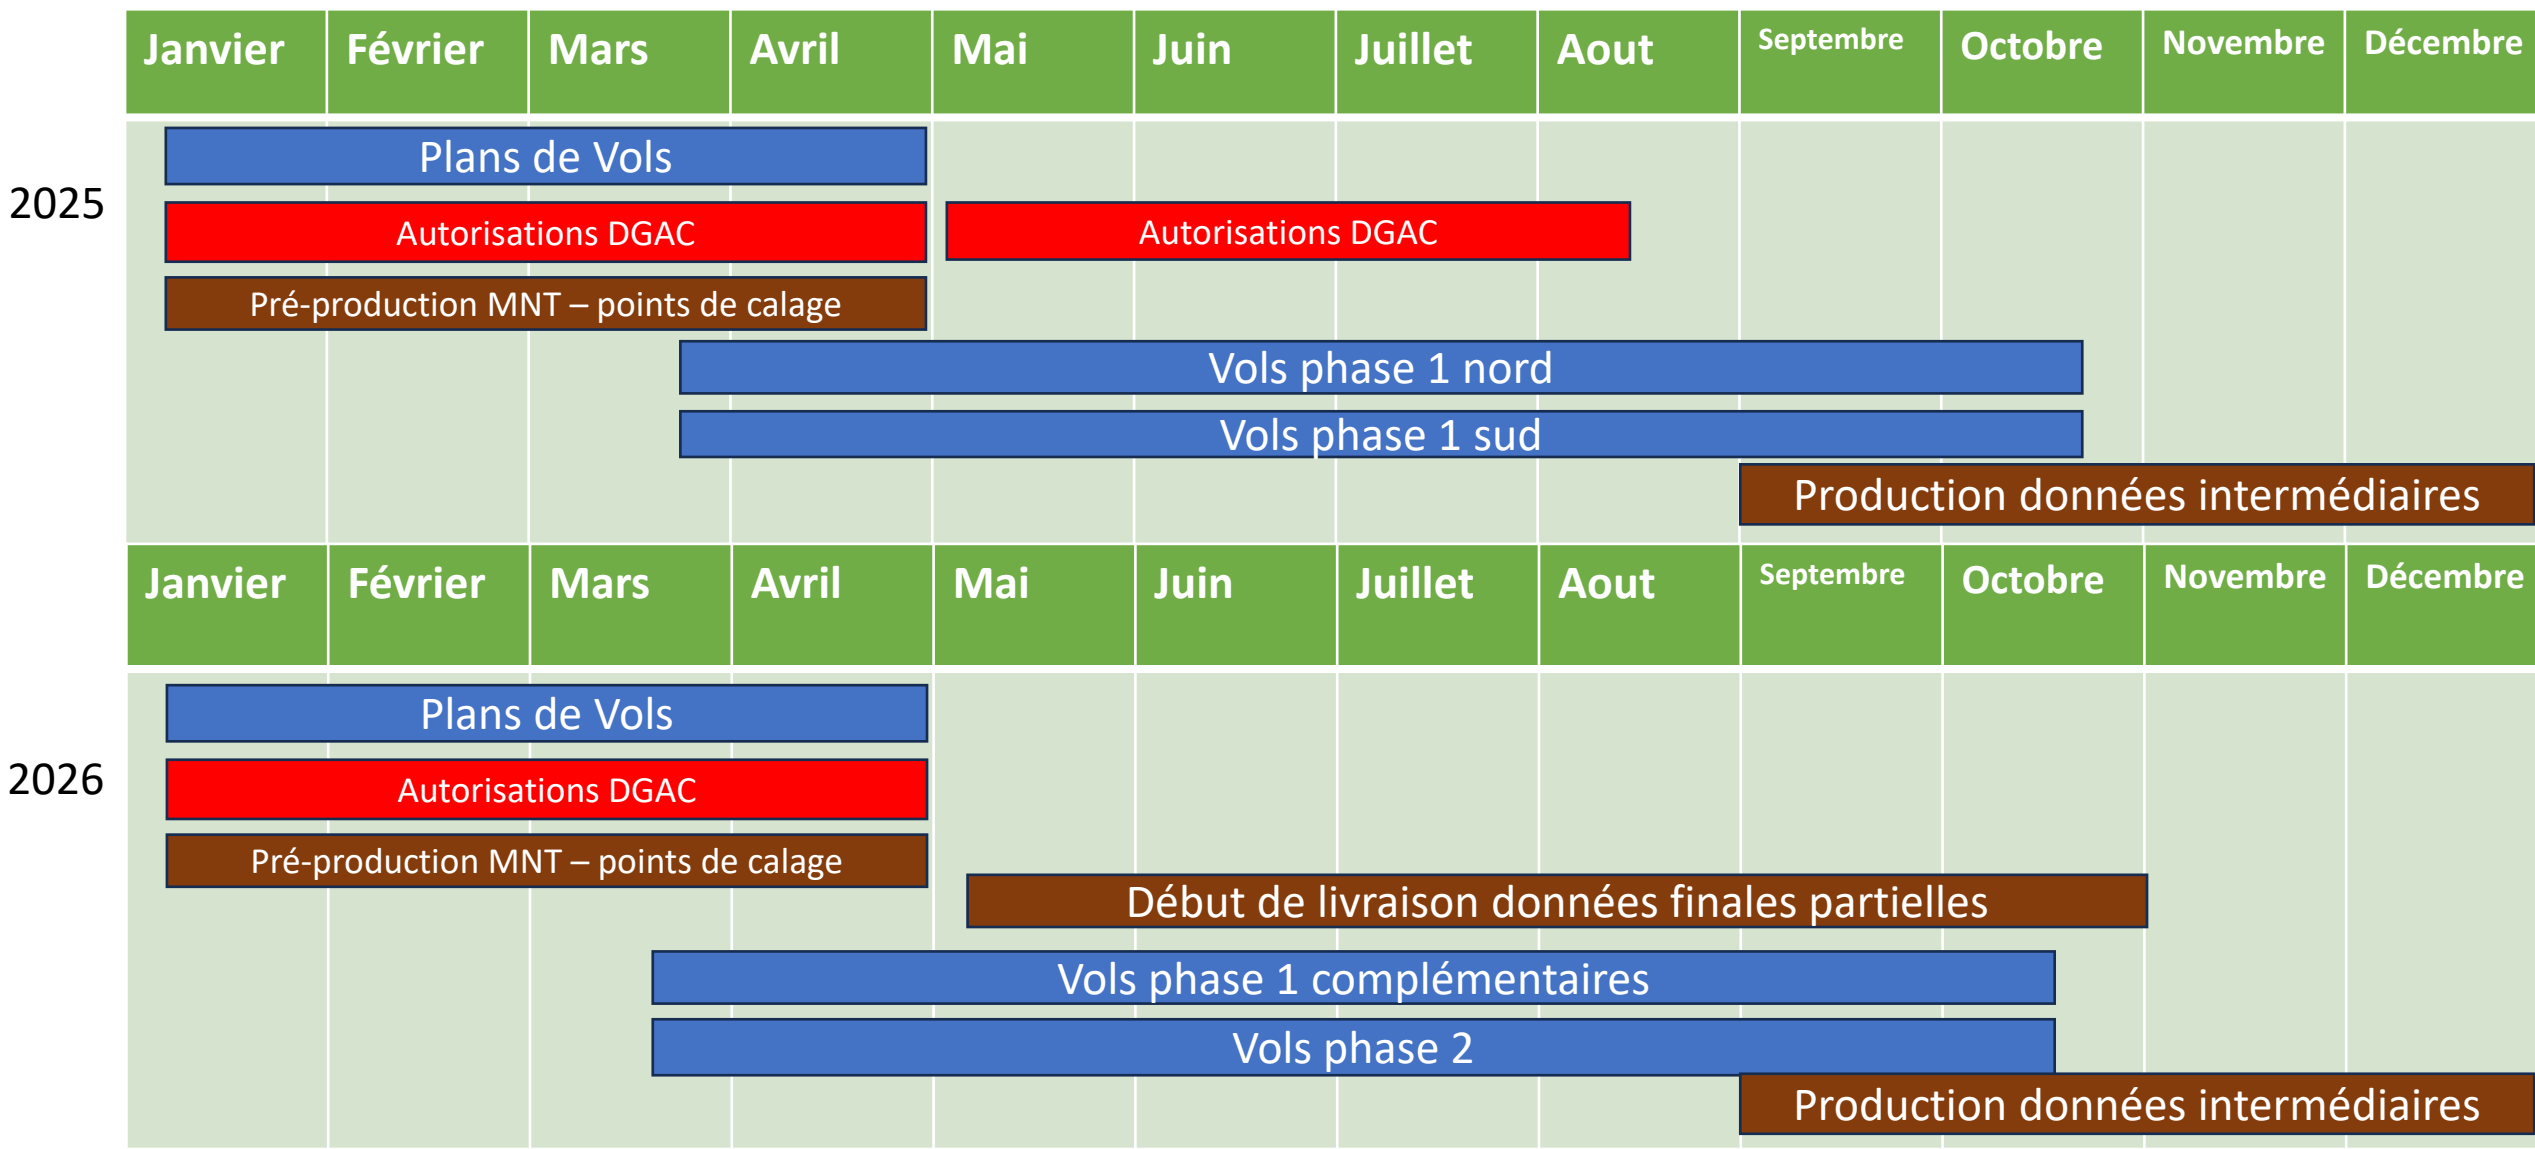 Janvier Février Mars Avril Mai Juin Juillet Aout Septembre Octobre Novembre Décembre
2025
Plans de Vols
Autorisations DGAC Autorisations DGAC
Pré-production MNT – points de calage
Vols phase 1 nord
Vols phase 1 sud
Production données intermédiaires
Janvier Février Mars Avril Mai Juin Juillet Aout Septembre Octobre Novembre Décembre
2026
Plans de Vols
Autorisations DGAC
Pré-production MNT – points de calage
Début de livraison données finales partielles
Vols phase 1 complémentaires
Vols phase 2
Production données intermédiaires